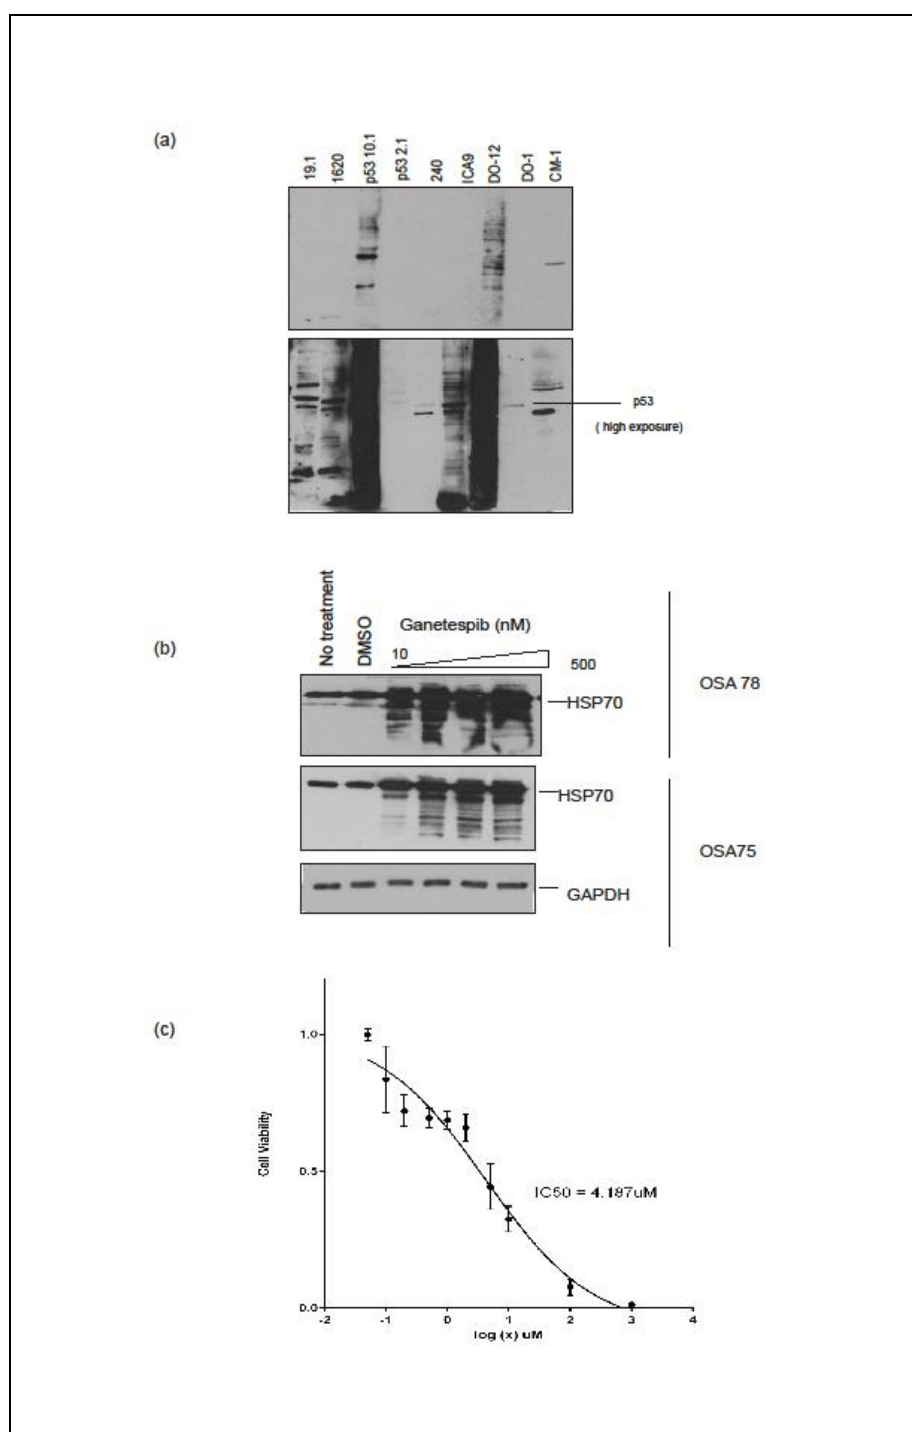 (a)
19.1
1620
p53 10.1
p53 2.1
240
ICA9
DO-12
DO-1
CM-1
p53
( high exposure)
(b)
No treatment
DMSO
Ganetespib (nM)
10
500
HSP70
OSA 78
HSP70
OSA75
GAPDH
(c)
1.0
0.5
0.0
Cell Viability
IC50 = 4.187uM
-2 -1 0 1 2 3 4
log (x) uM